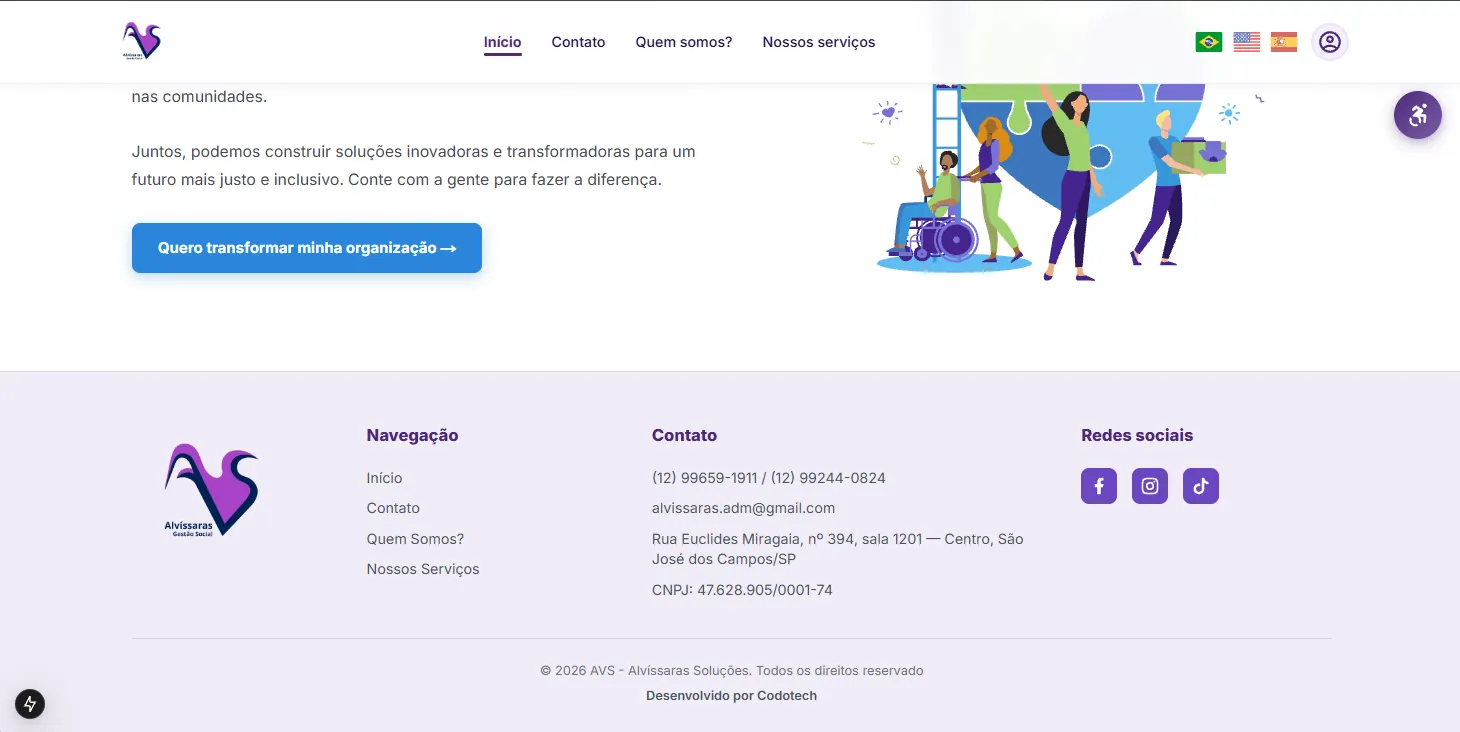 Início
Contato
Quem somos?
Nossos serviços
nas comunidades.
Juntos, podemos construir soluções inovadoras e transformadoras para um
futuro mais justo e inclusivo. Conte com a gente para fazer a diferença.
Quero transformar minha organização →
Alvíssaras
Gestão Social
Navegação
Início
Contato
Quem Somos?
Nossos Serviços
Contato
(12) 99659-1911 / (12) 99244-0824
alvissaras.adm@gmail.com
Rua Euclides Miragaia, nº 394, sala 1201 — Centro, São
José dos Campos/SP
CNPJ: 47.628.905/0001-74
Redes sociais
© 2026 AVS - Alvíssaras Soluções. Todos os direitos reservado
Desenvolvido por Codotech